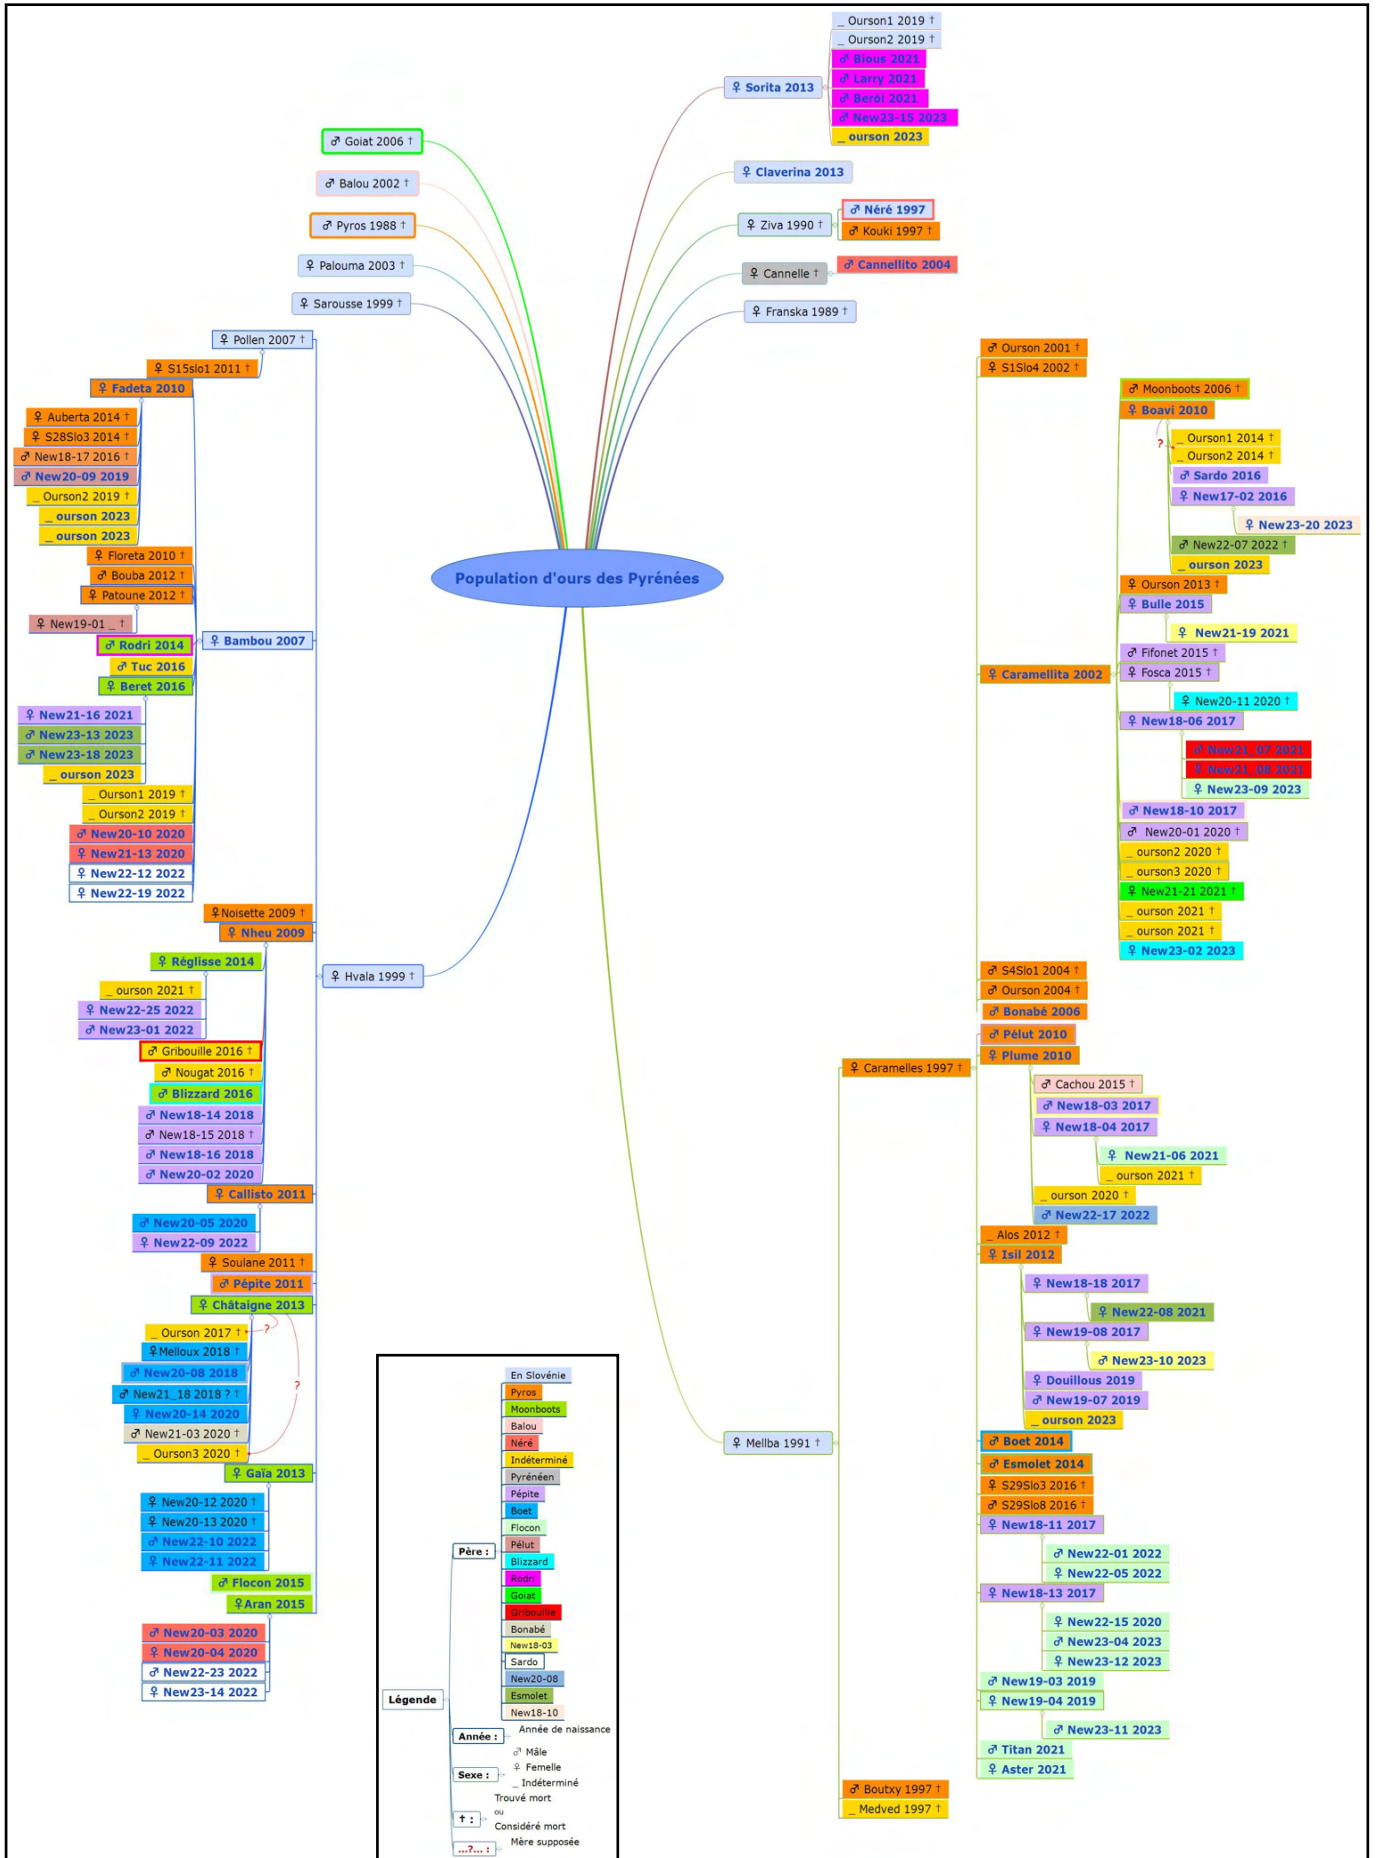 Population d'ours des Pyrénées
♀ Sorita 2013
_ Ourson1 2019 †
_ Ourson2 2019 †
♂ Bious 2021
♂ Larry 2021
♂ Beròi 2021
♂ New23-15 2023
_ ourson 2023
♀ Claverina 2013
♀ Ziva 1990 †
♂ Néré 1997
♂ Kouki 1997 †
♀ Cannelle †
♂ Cannellito 2004
♀ Franska 1989 †
♂ Goiat 2006 †
♂ Balou 2002 †
♂ Pyros 1988 †
♀ Palouma 2003 †
♀ Sarousse 1999 †
♀ Hvala 1999 †
♀ Pollen 2007 †
♀ S15slo1 2011 †
♀ Bambou 2007
♀ Fadeta 2010
♀ Auberta 2014 †
♀ S28Slo3 2014 †
♂ New18-17 2016 †
♂ New20-09 2019
_ Ourson2 2019 †
_ ourson 2023
_ ourson 2023
♀ Floreta 2010 †
♂ Bouba 2012 †
♀ Patoune 2012 †
♀ New19-01 _ †
♂ Rodri 2014
♂ Tuc 2016
♀ Beret 2016
♀ New21-16 2021
♂ New23-13 2023
♂ New23-18 2023
_ ourson 2023
_ Ourson1 2019 †
_ Ourson2 2019 †
♂ New20-10 2020
♀ New21-13 2020
♀ New22-12 2022
♀ New22-19 2022
♀Noisette 2009 †
♀ Nheu 2009
♀ Réglisse 2014
_ ourson 2021 †
♀ New22-25 2022
♂ New23-01 2022
♂ Gribouille 2016 †
♂ Nougat 2016 †
♂ Blizzard 2016
♂ New18-14 2018
♂ New18-15 2018 †
♂ New18-16 2018
♂ New20-02 2020
♀ Callisto 2011
♂ New20-05 2020
♀ New22-09 2022
♀ Soulane 2011 †
♂ Pépite 2011
♀ Châtaigne 2013
_ Ourson 2017 †
?
♀Melloux 2018 †
♂ New20-08 2018
♂ New21_18 2018 ? †
♀ New20-14 2020
♂ New21-03 2020 †
_ Ourson3 2020 †
?
♀ Gaïa 2013
♀ New20-12 2020 †
♀ New20-13 2020 †
♂ New22-10 2022
♀ New22-11 2022
♂ Flocon 2015
♀Aran 2015
♂ New20-03 2020
♀ New20-04 2020
♂ New22-23 2022
♀ New23-14 2022
♀ Mellba 1991 †
♀ Caramelles 1997 †
♂ Ourson 2001 †
♀ S1Slo4 2002 †
♀ Caramellita 2002
♂ Moonboots 2006 †
♀ Boavi 2010
?
_ Ourson1 2014 †
_ Ourson2 2014 †
♂ Sardo 2016
♀ New17-02 2016
♀ New23-20 2023
♂ New22-07 2022 †
_ ourson 2023
♀ Ourson 2013 †
♀ Bulle 2015
♀ New21-19 2021
♂ Fifonet 2015 †
♀ Fosca 2015 †
♀ New20-11 2020 †
♀ New18-06 2017
♂ New21_07 2021
♀ New21_08 2021
♀ New23-09 2023
♂ New18-10 2017
♂ New20-01 2020 †
_ ourson2 2020 †
_ ourson3 2020 †
♀ New21-21 2021 †
_ ourson 2021 †
_ ourson 2021 †
♀ New23-02 2023
♂ S4Slo1 2004 †
♂ Ourson 2004 †
♂ Bonabé 2006
♂ Pélut 2010
♀ Plume 2010
♂ Cachou 2015 †
♂ New18-03 2017
♀ New18-04 2017
♀ New21-06 2021
_ ourson 2021 †
_ ourson 2020 †
♂ New22-17 2022
_ Alos 2012 †
♀ Isil 2012
♀ New18-18 2017
♀ New22-08 2021
♀ New19-08 2017
♂ New23-10 2023
♀ Douillous 2019
♂ New19-07 2019
_ ourson 2023
♂ Boet 2014
♂ Esmolet 2014
♀ S29Slo3 2016 †
♂ S29Slo8 2016 †
♀ New18-11 2017
♂ New22-01 2022
♀ New22-05 2022
♀ New18-13 2017
♀ New22-15 2020
♂ New23-04 2023
♀ New23-12 2023
♂ New19-03 2019
♀ New19-04 2019
♂ New23-11 2023
♂ Titan 2021
♀ Aster 2021
♂ Boutxy 1997 †
_ Medved 1997 †
Légende
Père :
En Slovénie
Pyros
Moonboots
Balou
Néré
Indéterminé
Pyrénéen
Pépite
Boet
Flocon
Pélut
Blizzard
Rodri
Goiat
Gribouille
Bonabé
New18-03
Sardo
New20-08
Esmolet
New18-10
Année :
Année de naissance
Sexe :
♂ Mâle
♀ Femelle
_ Indéterminé
† :
Trouvé mort
ou
Considéré mort
...?... :
Mère supposée